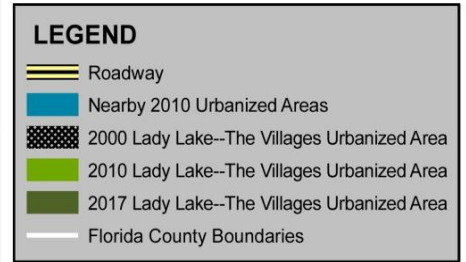 LEGEND
Roadway
Nearby 2010 Urbanized Areas
2000 Lady Lake--The Villages Urbanized Area
2010 Lady Lake--The Villages Urbanized Area
2017 Lady Lake--The Villages Urbanized Area
Florida County Boundaries